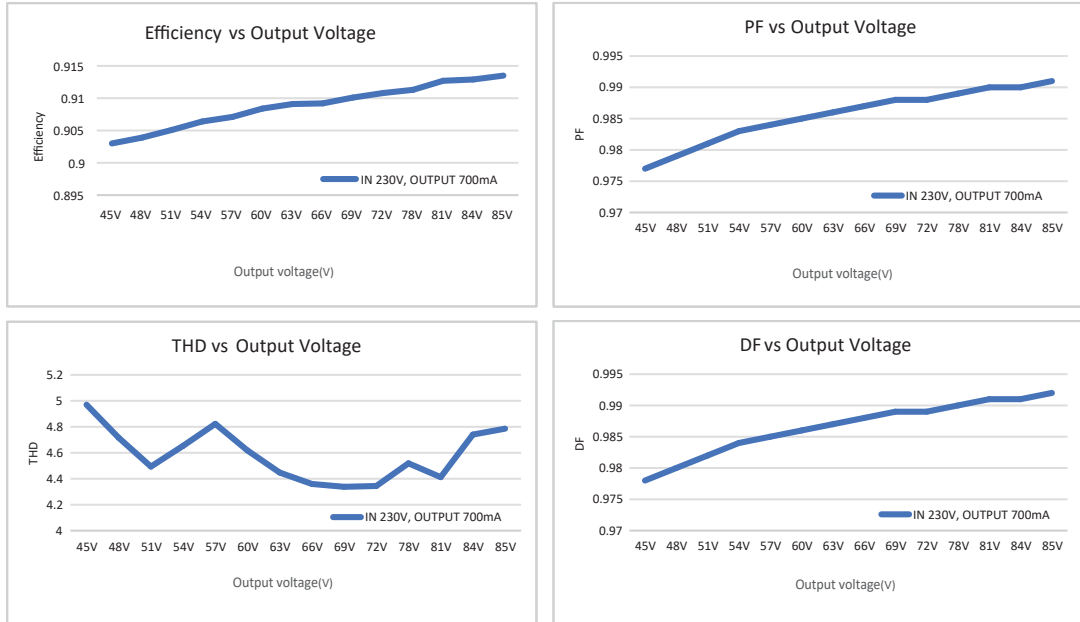 Efficiency vs Output Voltage
0.915
0.91
0.905
0.9
0.895
Efficiency
IN 230V, OUTPUT 700mA
45V 48V 51V 54V 57V 60V 63V 66V 69V 72V 78V 81V 84V 85V
Output voltage(V)
PF vs Output Voltage
0.995
0.99
0.985
0.98
0.975
0.97
PF
IN 230V, OUTPUT 700mA
45V 48V 51V 54V 57V 60V 63V 66V 69V 72V 78V 81V 84V 85V
Output voltage(V)
THD vs Output Voltage
5.2
5
4.8
4.6
4.4
4.2
4
THD
IN 230V, OUTPUT 700mA
45V 48V 51V 54V 57V 60V 63V 66V 69V 72V 78V 81V 84V 85V
Output voltage(V)
DF vs Output Voltage
0.995
0.99
0.985
0.98
0.975
0.97
DF
IN 230V, OUTPUT 700mA
45V 48V 51V 54V 57V 60V 63V 66V 69V 72V 78V 81V 84V 85V
Output voltage(V)